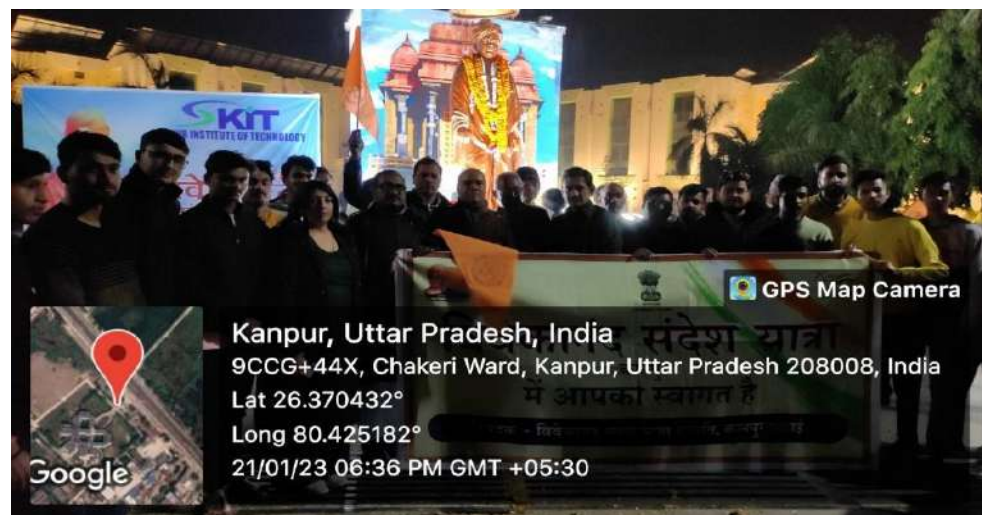 SKIT
INSTITUTE OF TECHNOLOGY
GPS Map Camera
संदेश यात्रा
में आपका स्वागत है
Kanpur, Uttar Pradesh, India
9CCG+44X, Chakeri Ward, Kanpur, Uttar Pradesh 208008, India
Lat 26.370432°
Long 80.425182°
21/01/23 06:36 PM GMT +05:30
Google